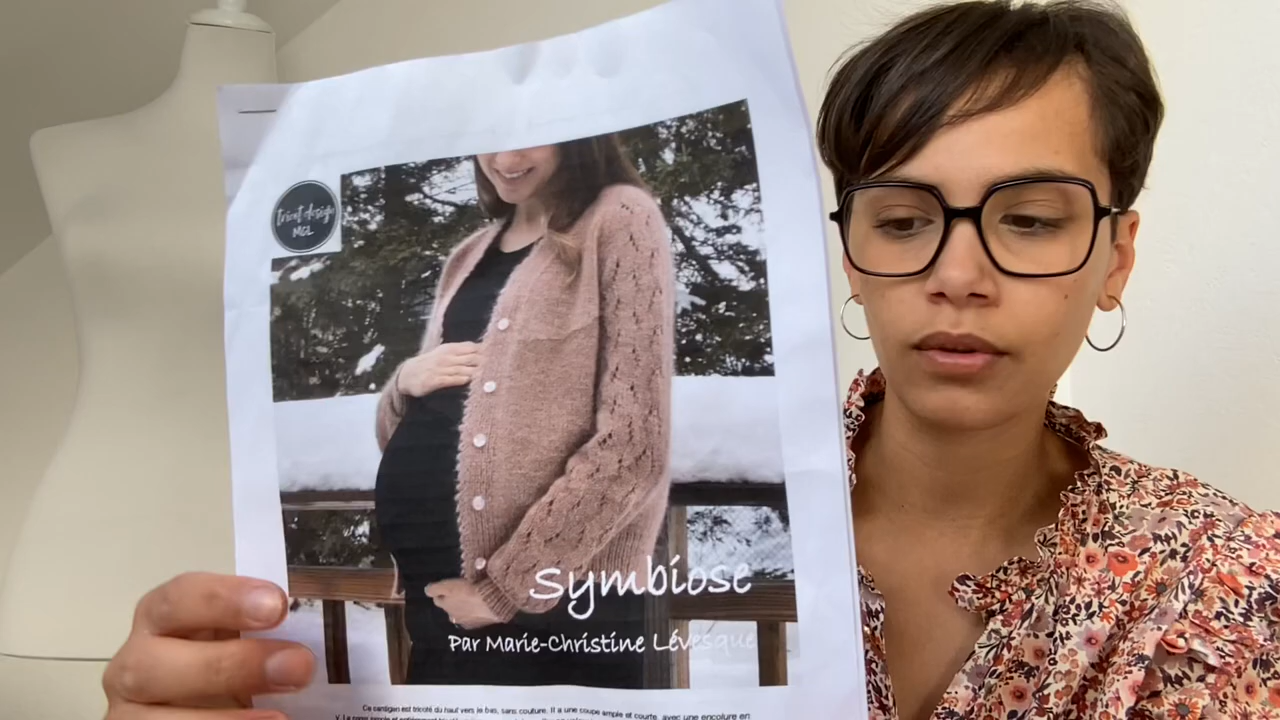 tricot design
MCL
Symbiose
Par Marie-Christine Lévesque
Ce cardigan est tricoté du haut vers le bas, sans couture. Il a une coupe ample et courte, avec une encolure en